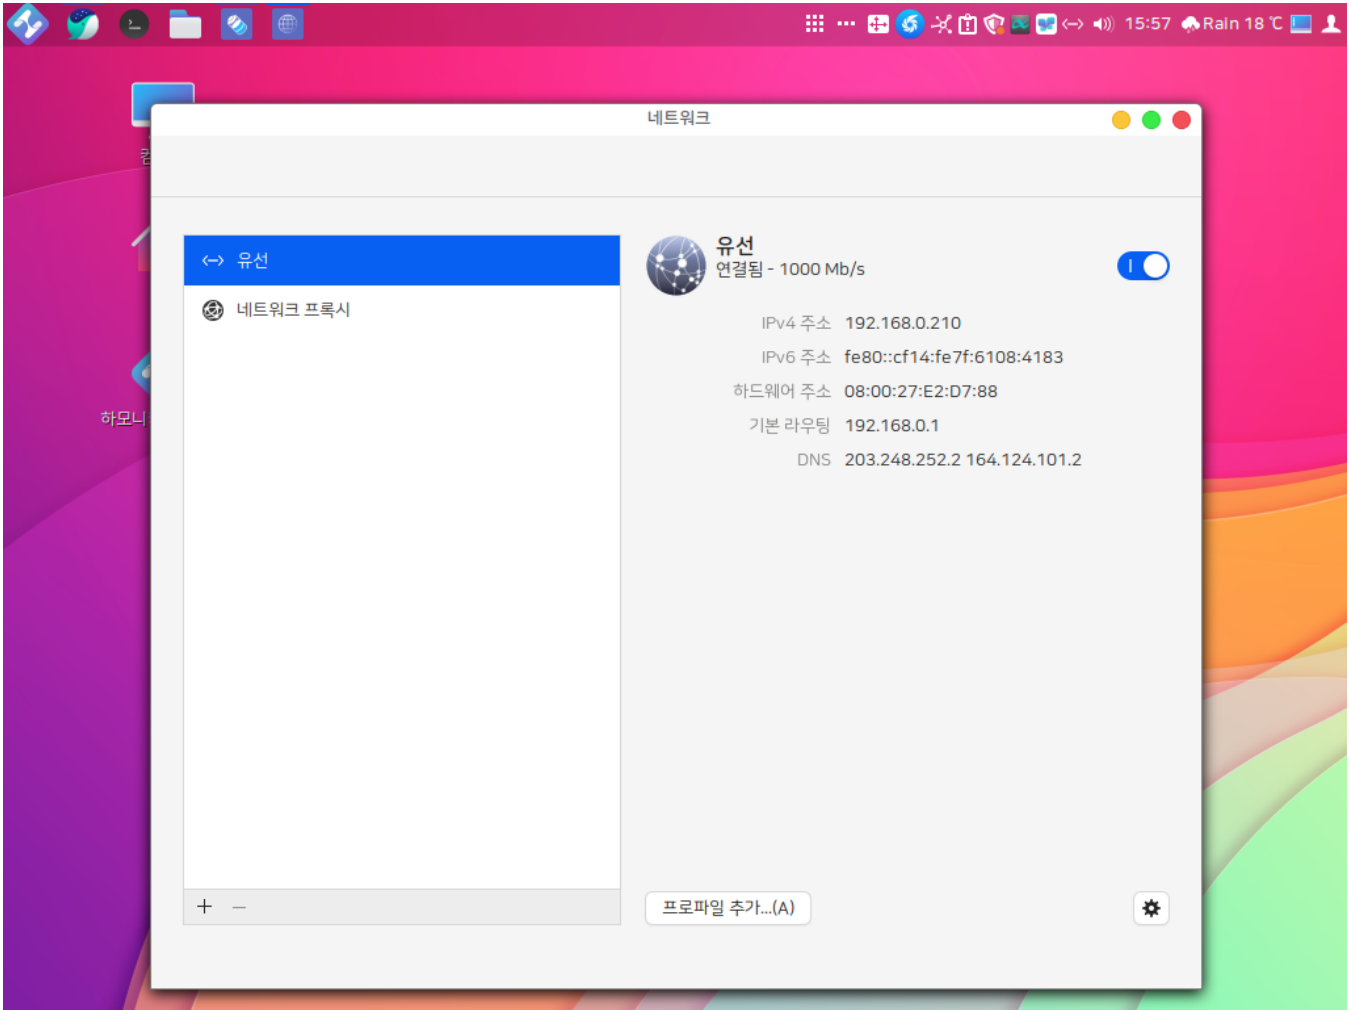 15:57 Rain 18 ℃
네트워크
유선
네트워크 프록시
유선
연결됨 - 1000 Mb/s
IPv4 주소 192.168.0.210
IPv6 주소 fe80::cf14:fe7f:6108:4183
하드웨어 주소 08:00:27:E2:D7:88
기본 라우팅 192.168.0.1
DNS 203.248.252.2 164.124.101.2
하모니
프로파일 추가...(A)